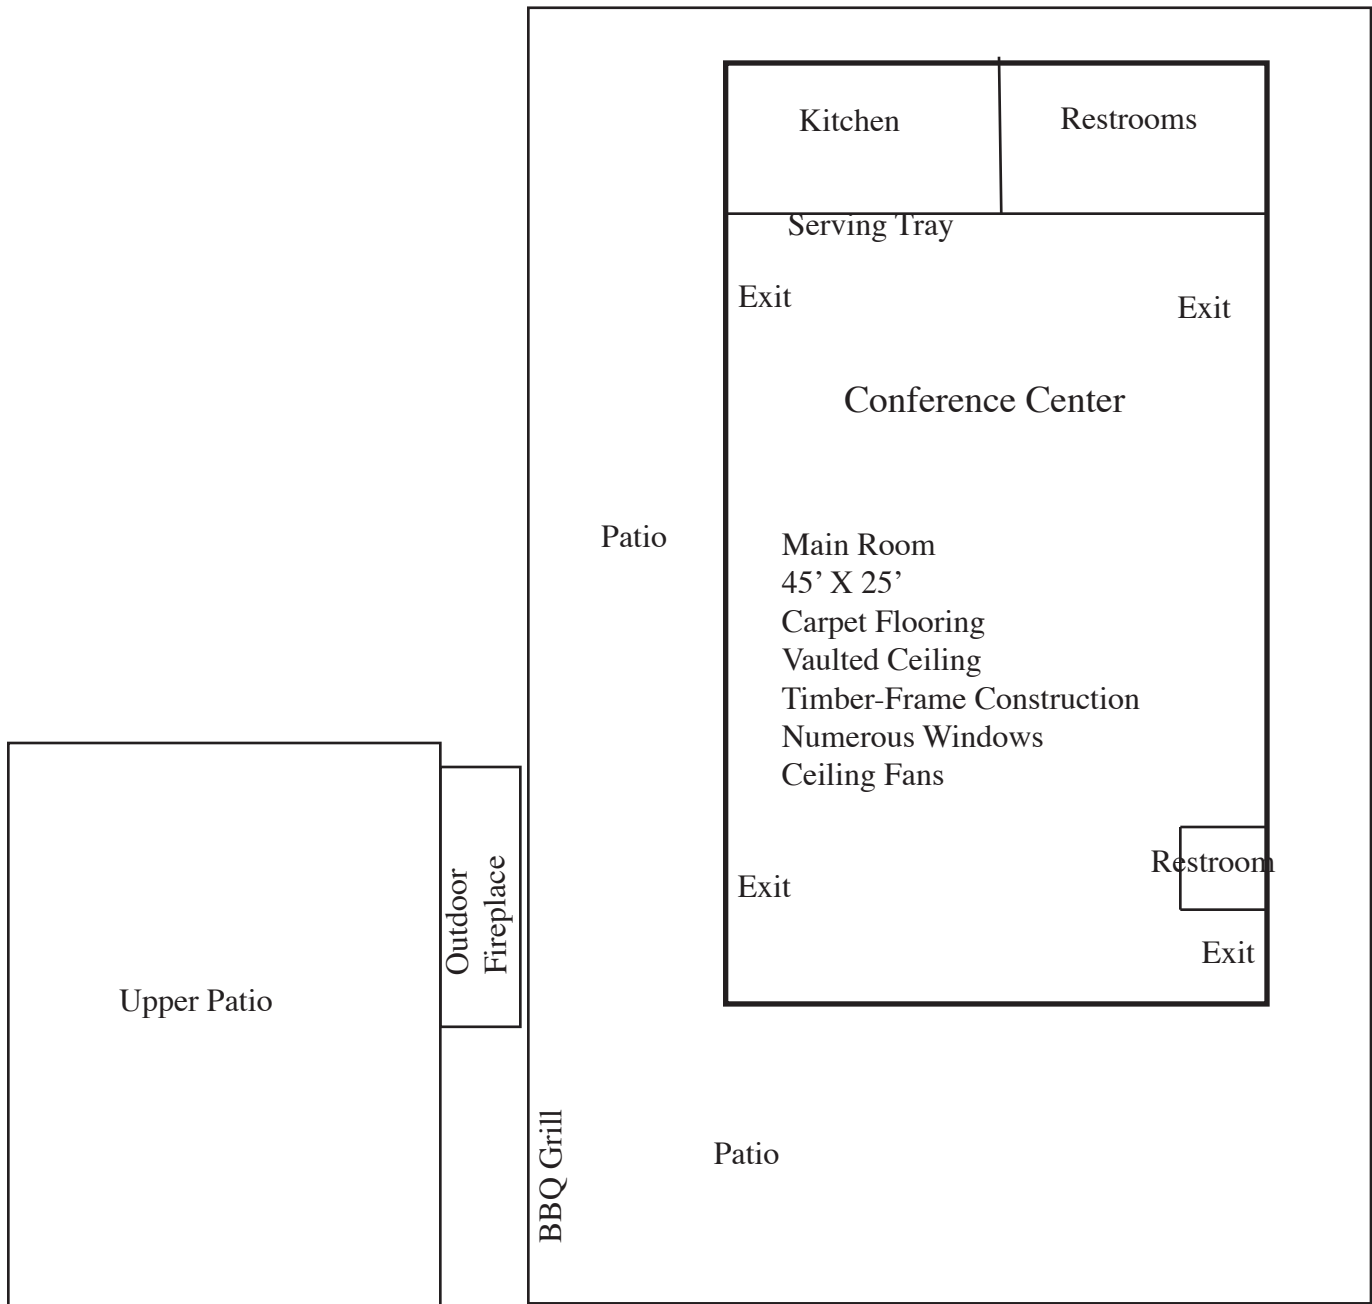 Kitchen
Restrooms
Serving Tray
Exit
Exit
Conference Center
Patio
Main Room
45’ X 25’
Carpet Flooring
Vaulted Ceiling
Timber-Frame Construction
Numerous Windows
Ceiling Fans
Restroom
Exit
Exit
Outdoor
Fireplace
Upper Patio
BBQ Grill
Patio